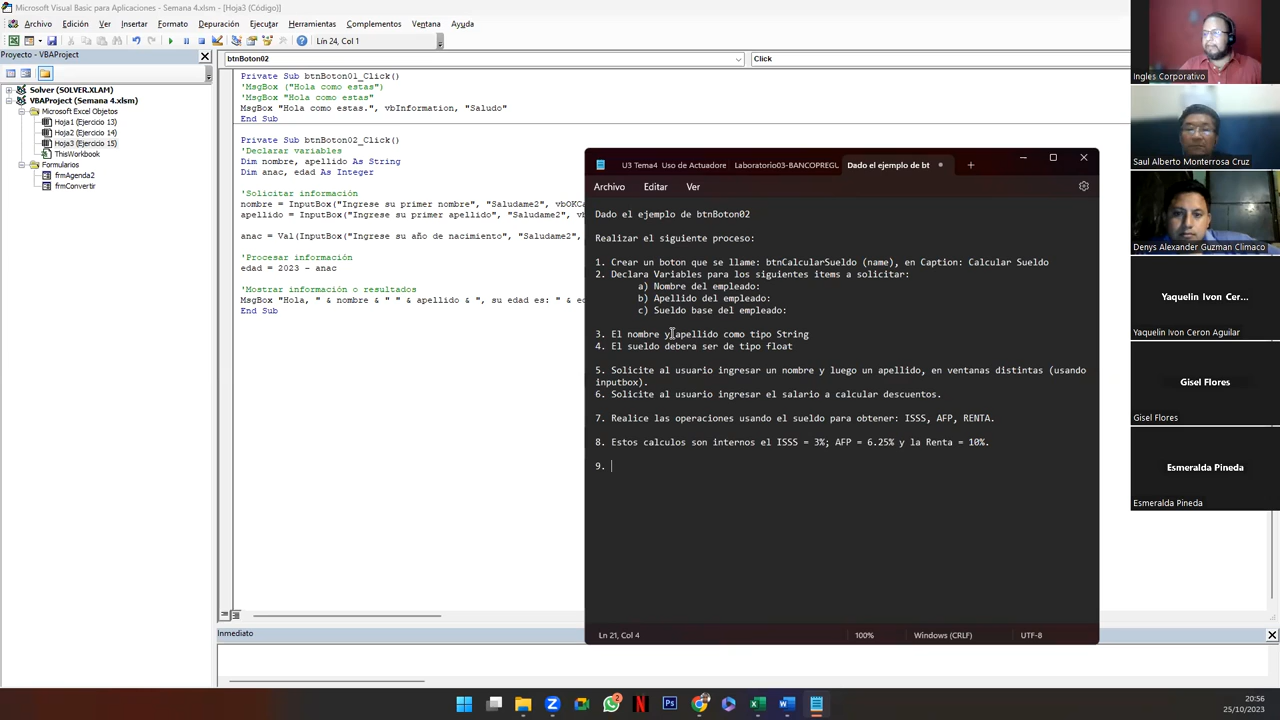 Microsoft Visual Basic para Aplicaciones - Semana 4.xlsm - [Hoja3 (Código)]
Archivo Edición Ver Insertar Formato Depuración Ejecutar Herramientas Complementos Ventana Ayuda
Lín 24, Col 1
Proyecto - VBAProject
Solver (SOLVER.XLAM)
VBAProject (Semana 4.xlsm)
Microsoft Excel Objetos
Hoja1 (Ejercicio 13)
Hoja2 (Ejercicio 14)
Hoja3 (Ejercicio 15)
ThisWorkbook
Formularios
frmAgenda2
frmConvertir
btnBoton02
Click
Private Sub btnBoton01_Click()
'MsgBox ("Hola como estas")
'MsgBox "Hola como estas"
MsgBox "Hola como estas.", vbInformation, "Saludo"
End Sub
Private Sub btnBoton02_Click()
'Declarar variables
Dim nombre, apellido As String
Dim anac, edad As Integer
'Solicitar información
nombre = InputBox("Ingrese su primer nombre", "Saludame2", vbOKCa
apellido = InputBox("Ingrese su primer apellido", "Saludame2", vb
anac = Val(InputBox("Ingrese su año de nacimiento", "Saludame2",
'Procesar información
edad = 2023 - anac
'Mostrar información o resultados
MsgBox "Hola, " & nombre & " " & apellido & ", su edad es: " & ed
End Sub
Inmediato
U3 Tema4 Uso de Actuadore
Laboratorio03-BANCOPREGU
Dado el ejemplo de bt
Archivo Editar Ver
Dado el ejemplo de btnBoton02
Realizar el siguiente proceso:
1. Crear un boton que se llame: btnCalcularSueldo (name), en Caption: Calcular Sueldo
2. Declara Variables para los siguientes items a solicitar:
a) Nombre del empleado:
b) Apellido del empleado:
c) Sueldo base del empleado:
3. El nombre y apellido como tipo String
4. El sueldo debera ser de tipo float
5. Solicite al usuario ingresar un nombre y luego un apellido, en ventanas distintas (usando
inputbox).
6. Solicite al usuario ingresar el salario a calcular descuentos.
7. Realice las operaciones usando el sueldo para obtener: ISSS, AFP, RENTA.
8. Estos calculos son internos el ISSS = 3%; AFP = 6.25% y la Renta = 10%.
9.
Ln 21, Col 4
100%
Windows (CRLF)
UTF-8
Ingles Corporativo
Saul Alberto Monterrosa Cruz
Denys Alexander Guzman Climaco
Yaquelin Ivon Cer...
Yaquelin Ivon Ceron Aguilar
Gisel Flores
Gisel Flores
Esmeralda Pineda
Esmeralda Pineda
2
20:56
25/10/2023